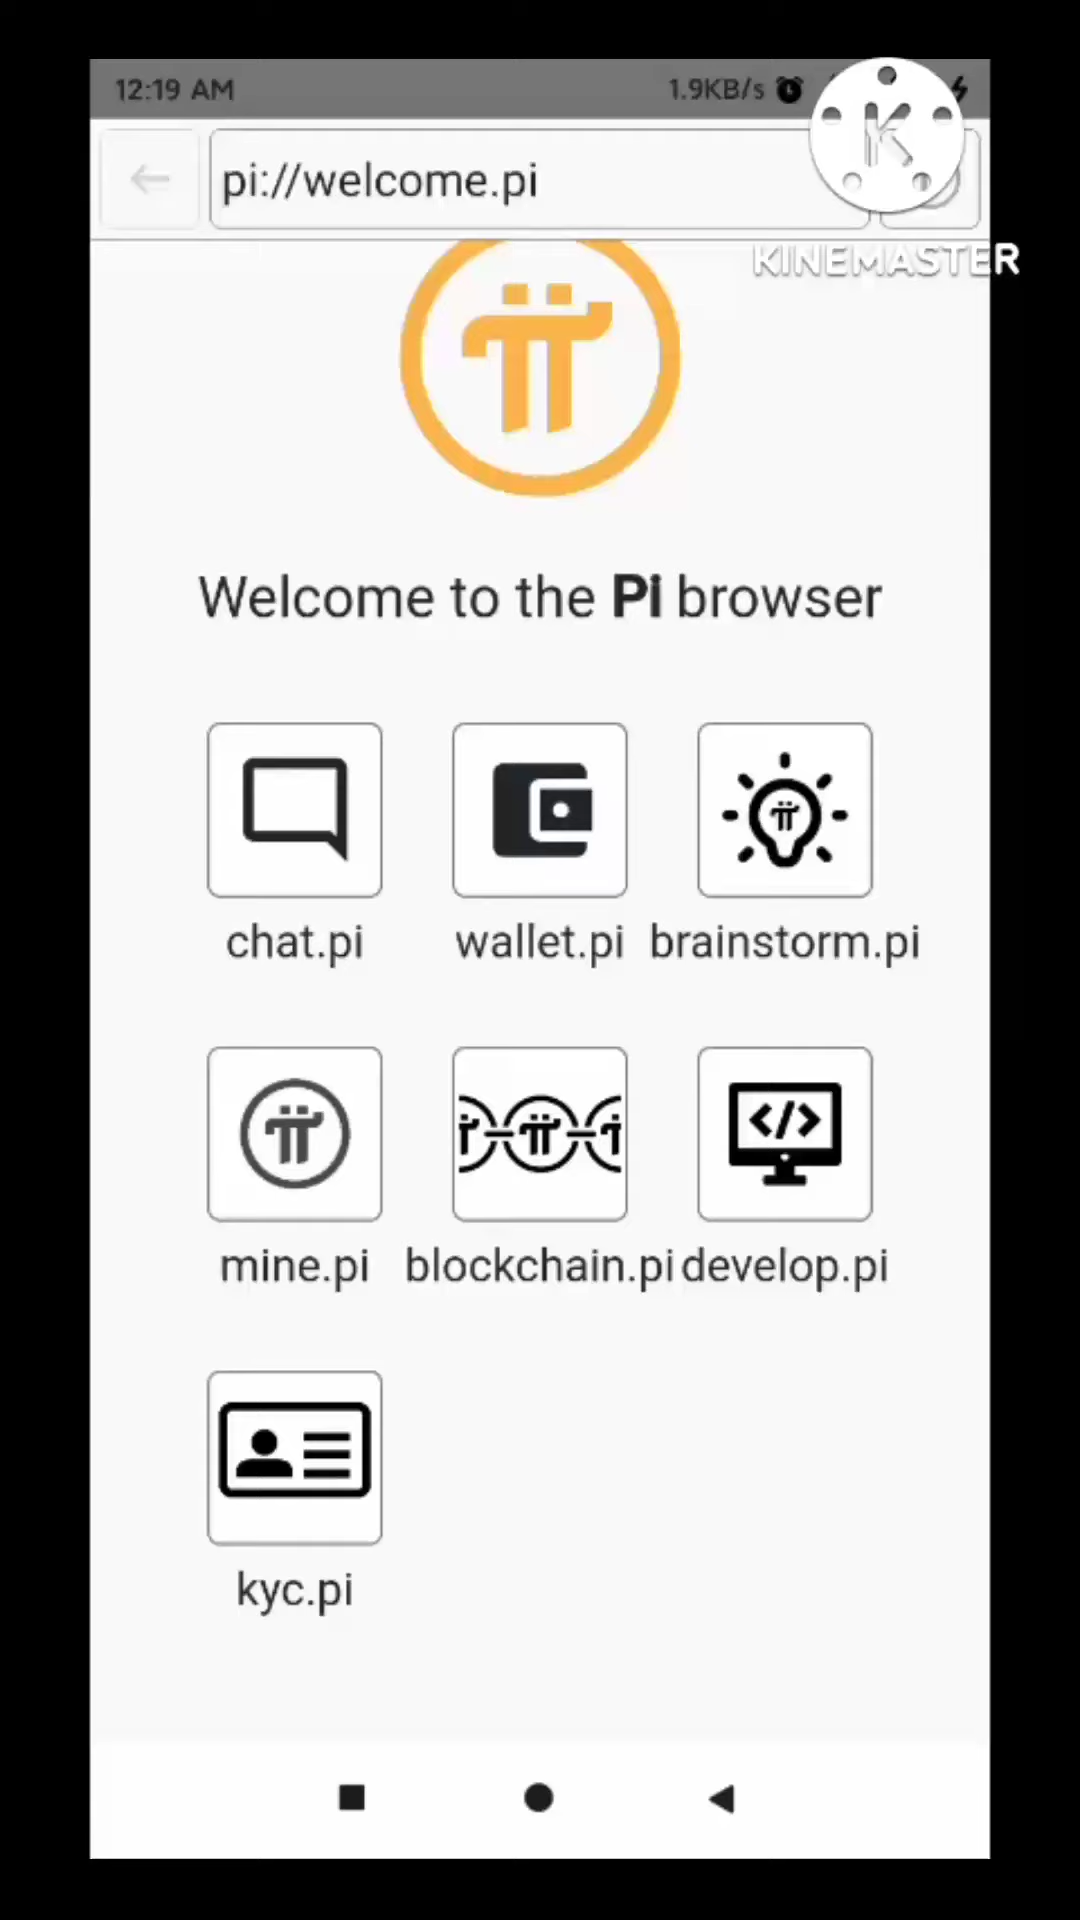 12:19 AM
1.9KB/s
pi://welcome.pi
KINEMASTER
Welcome to the Pi browser
chat.pi
wallet.pi
brainstorm.pi
mine.pi
blockchain.pi
develop.pi
kyc.pi